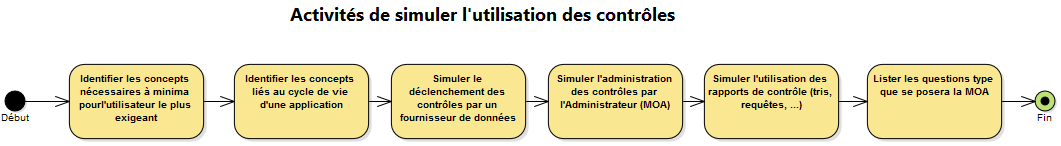 Activités de simuler l'utilisation des contrôles
Début
Identifier les concepts
nécessaires à minima
pourl'utilisateur le plus
exigeant
Identifier les concepts
liés au cycle de vie
d'une application
Simuler le
déclenchement des
contrôles par un
fournisseur de données
Simuler l'administration
des contrôles par
l'Administrateur (MOA)
Simuler l'utilisation des
rapports de contrôle (tris,
requêtes, ...)
Lister les questions type
que se posera la MOA
Fin